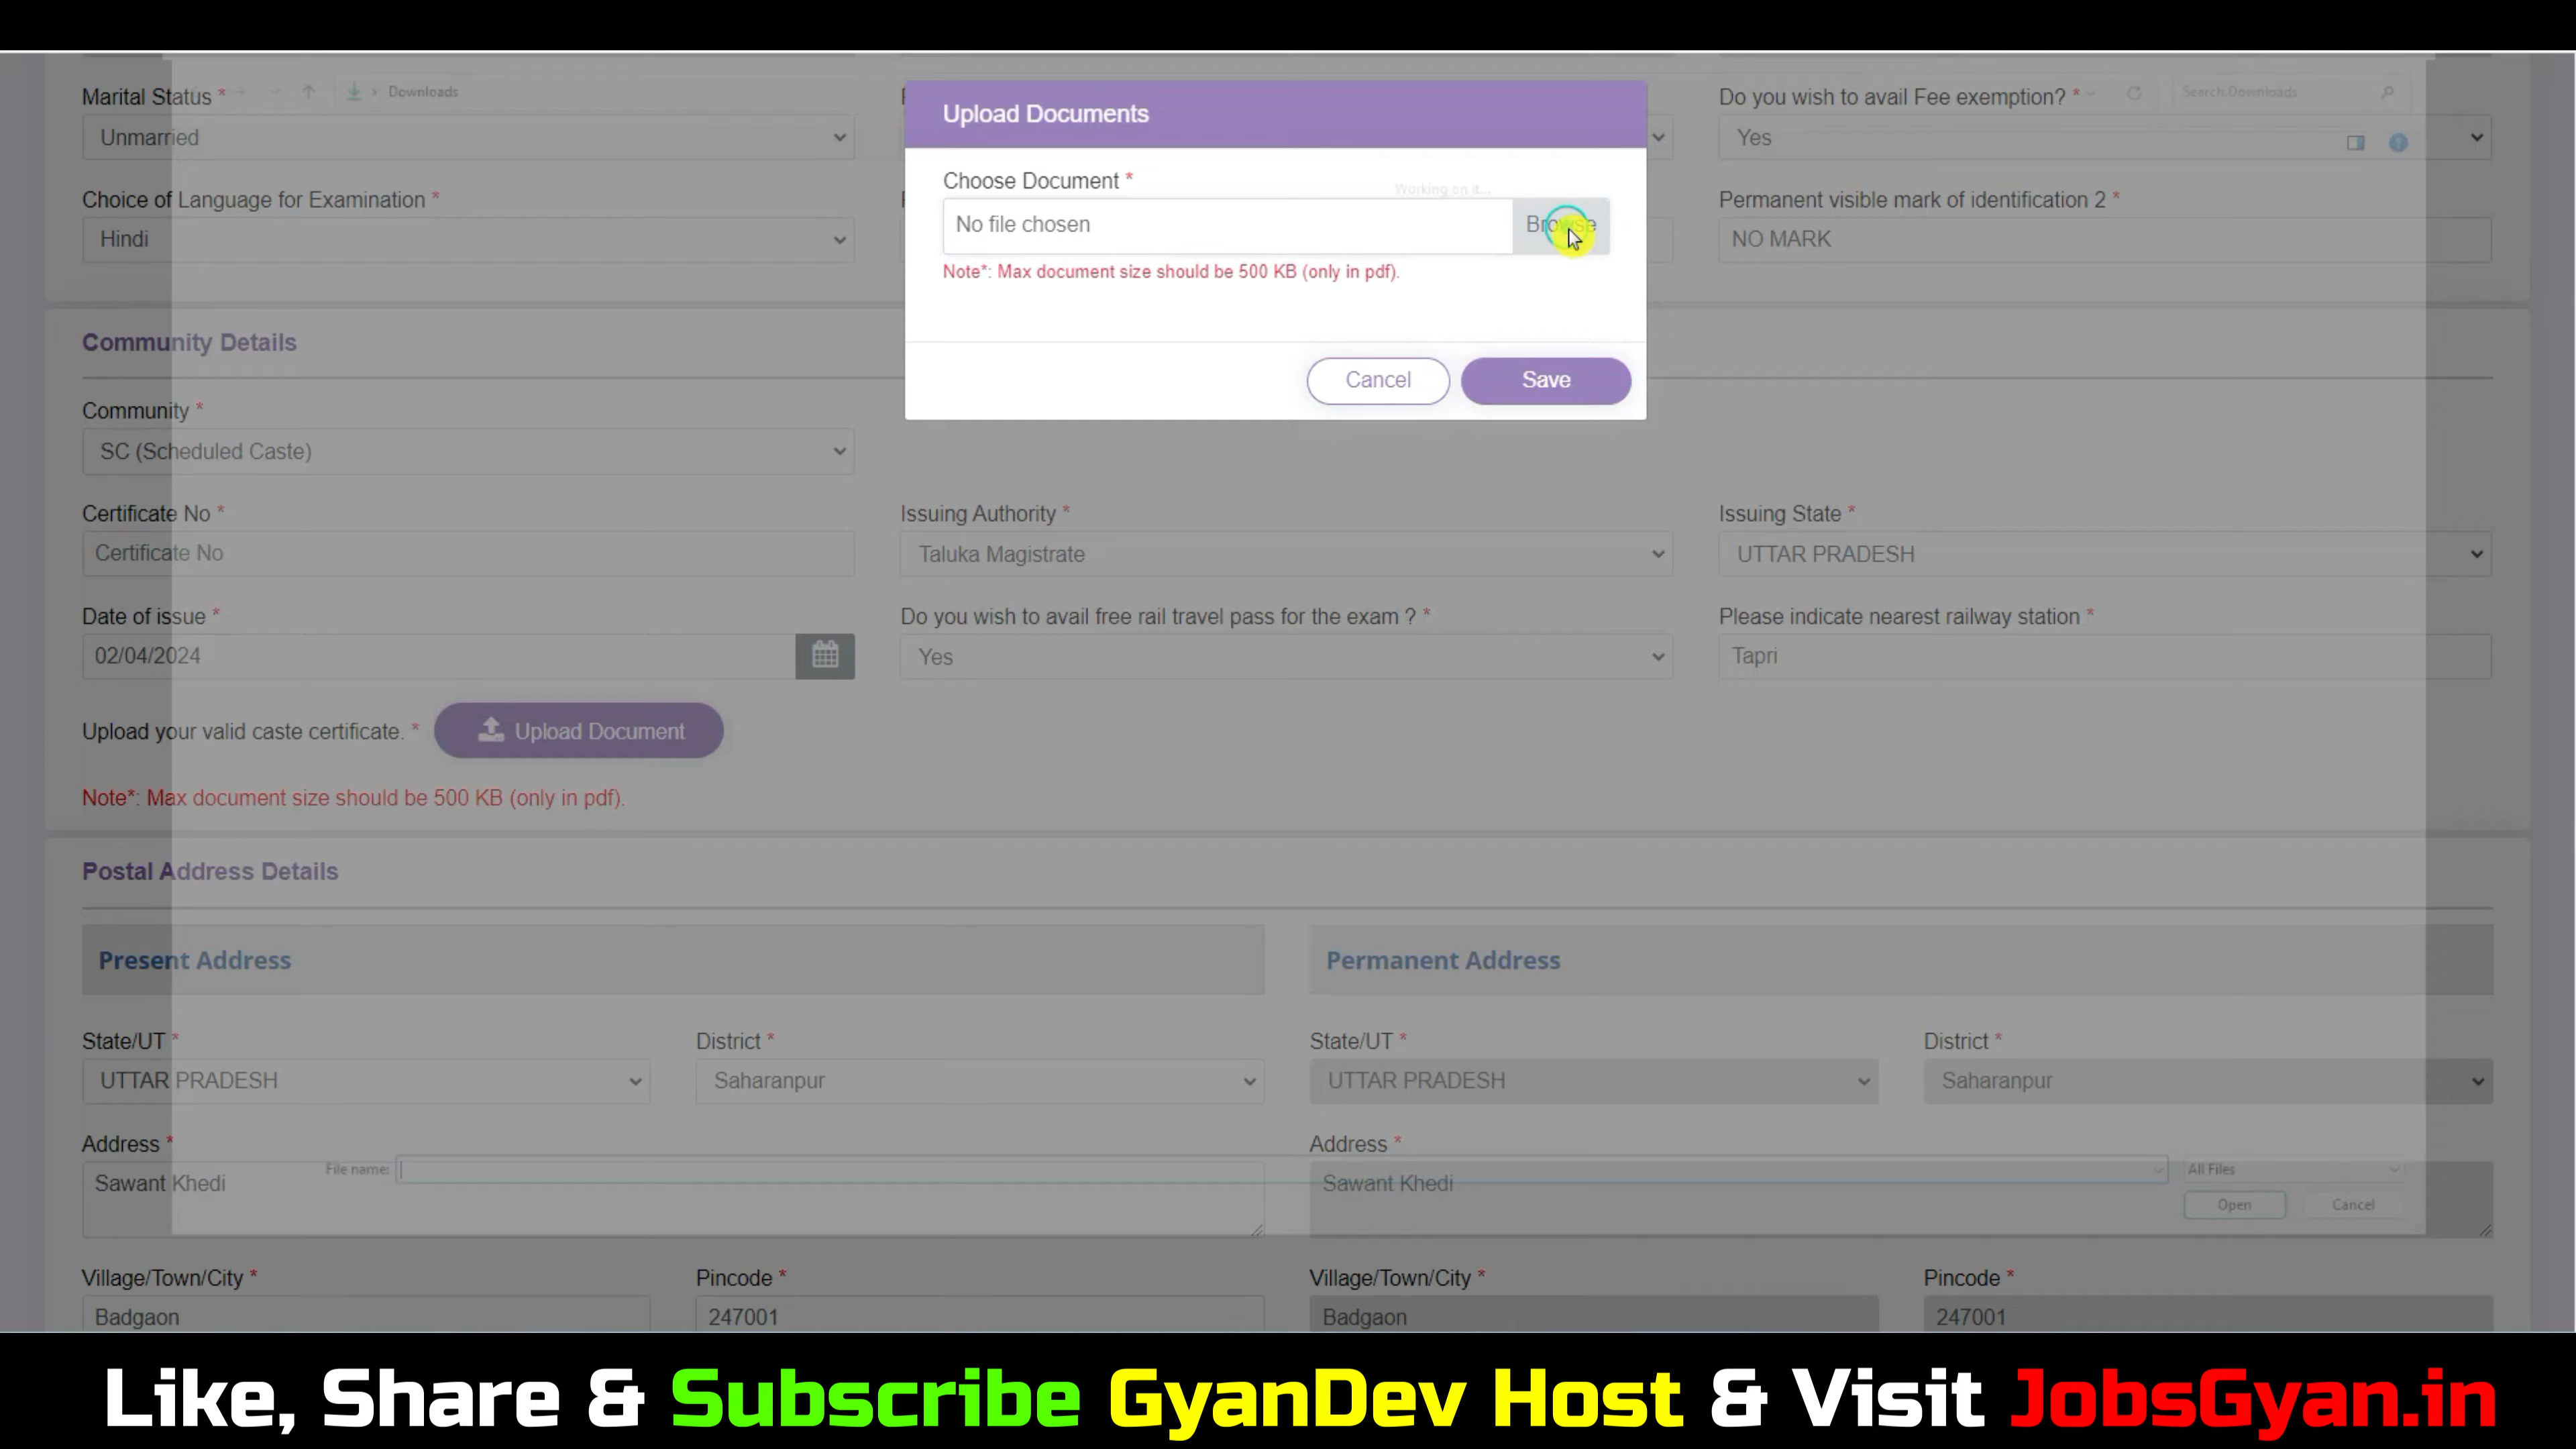 Downloads
Search Downloads
Marital Status *
Do you wish to avail Fee exemption? *
Unmarried
Yes
Choice of Language for Examination *
Permanent visible mark of identification 2 *
Hindi
NO MARK
Upload Documents
Choose Document *
Working on it...
No file chosen
Browse
Note*: Max document size should be 500 KB (only in pdf).
Cancel
Save
Community Details
Community *
SC (Scheduled Caste)
Certificate No *
Issuing Authority *
Issuing State *
Certificate No
Taluka Magistrate
UTTAR PRADESH
Date of issue *
Do you wish to avail free rail travel pass for the exam ? *
Please indicate nearest railway station *
02/04/2024
Yes
Tapri
Upload your valid caste certificate. *
Upload Document
Note*: Max document size should be 500 KB (only in pdf).
Postal Address Details
Present Address
Permanent Address
State/UT *
District *
State/UT *
District *
UTTAR PRADESH
Saharanpur
UTTAR PRADESH
Saharanpur
Address *
Address *
File name:
All Files
Sawant Khedi
Sawant Khedi
Open
Cancel
Village/Town/City *
Pincode *
Village/Town/City *
Pincode *
Badgaon
247001
Badgaon
247001
Like, Share & Subscribe GyanDev Host & Visit JobsGyan.in